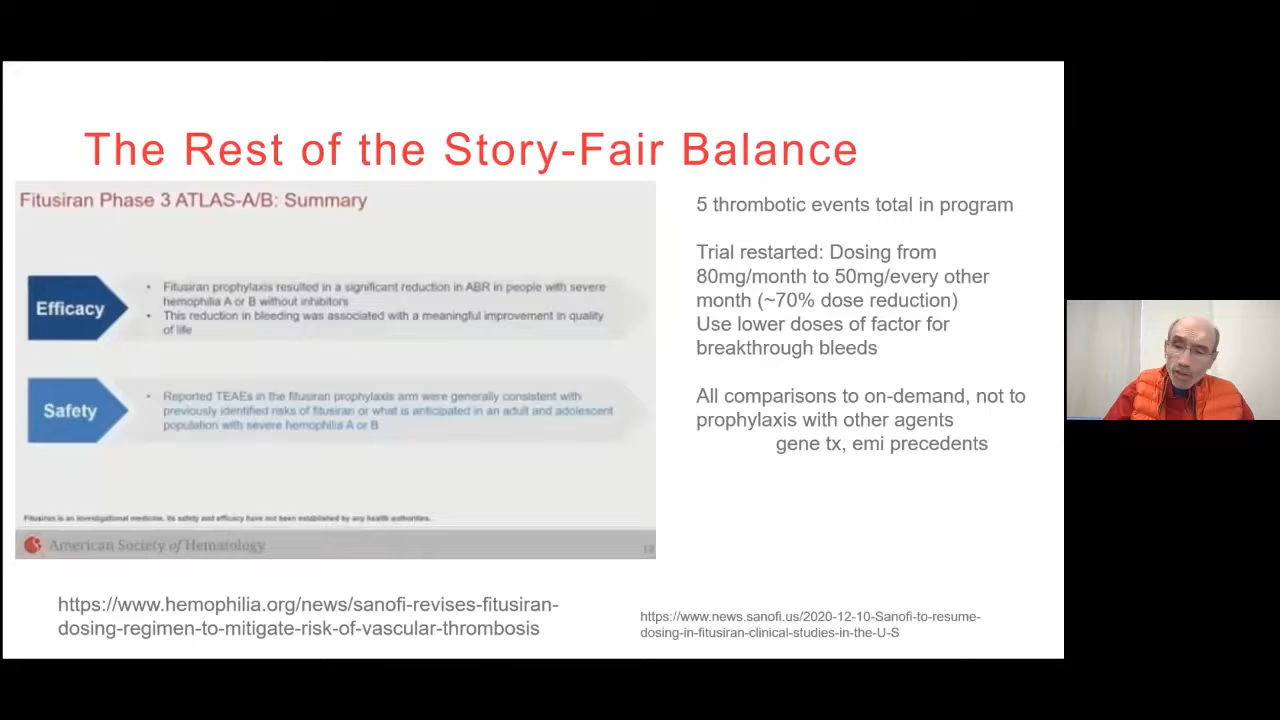 The Rest of the Story-Fair Balance
Fitusiran Phase 3 ATLAS-A/B: Summary
Efficacy
• Fitusiran prophylaxis resulted in a significant reduction in ABR in people with severe
hemophilia A or B without inhibitors
• This reduction in bleeding was associated with a meaningful improvement in quality
of life
Safety
• Reported TEAEs in the fitusiran prophylaxis arm were generally consistent with
previously identified risks of fitusiran or what is anticipated in an adult and adolescent
population with severe hemophilia A or B
Fitusiran is an investigational medicine. Its safety and efficacy have not been established by any health authorities.
American Society of Hematology
5 thrombotic events total in program
Trial restarted: Dosing from
80mg/month to 50mg/every other
month (~70% dose reduction)
Use lower doses of factor for
breakthrough bleeds
All comparisons to on-demand, not to
prophylaxis with other agents
gene tx, emi precedents
https://www.hemophilia.org/news/sanofi-revises-fitusiran-
dosing-regimen-to-mitigate-risk-of-vascular-thrombosis
https://www.news.sanofi.us/2020-12-10-Sanofi-to-resume-
dosing-in-fitusiran-clinical-studies-in-the-U-S